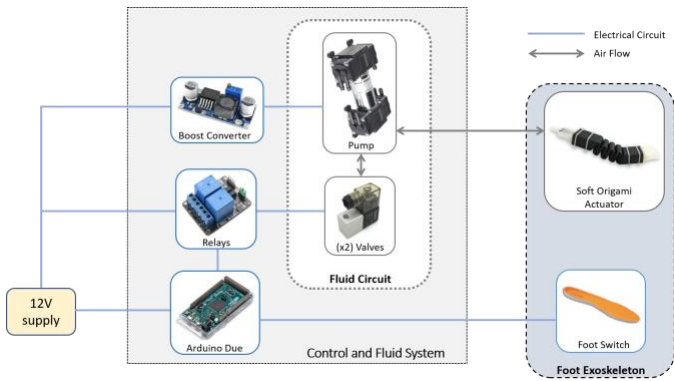 Electrical Circuit
Air Flow
Boost Converter
Pump
Soft Origami
Actuator
Relays
(x2) Valves
Fluid Circuit
12V
supply
Arduino Due
Foot Switch
Control and Fluid System
Foot Exoskeleton